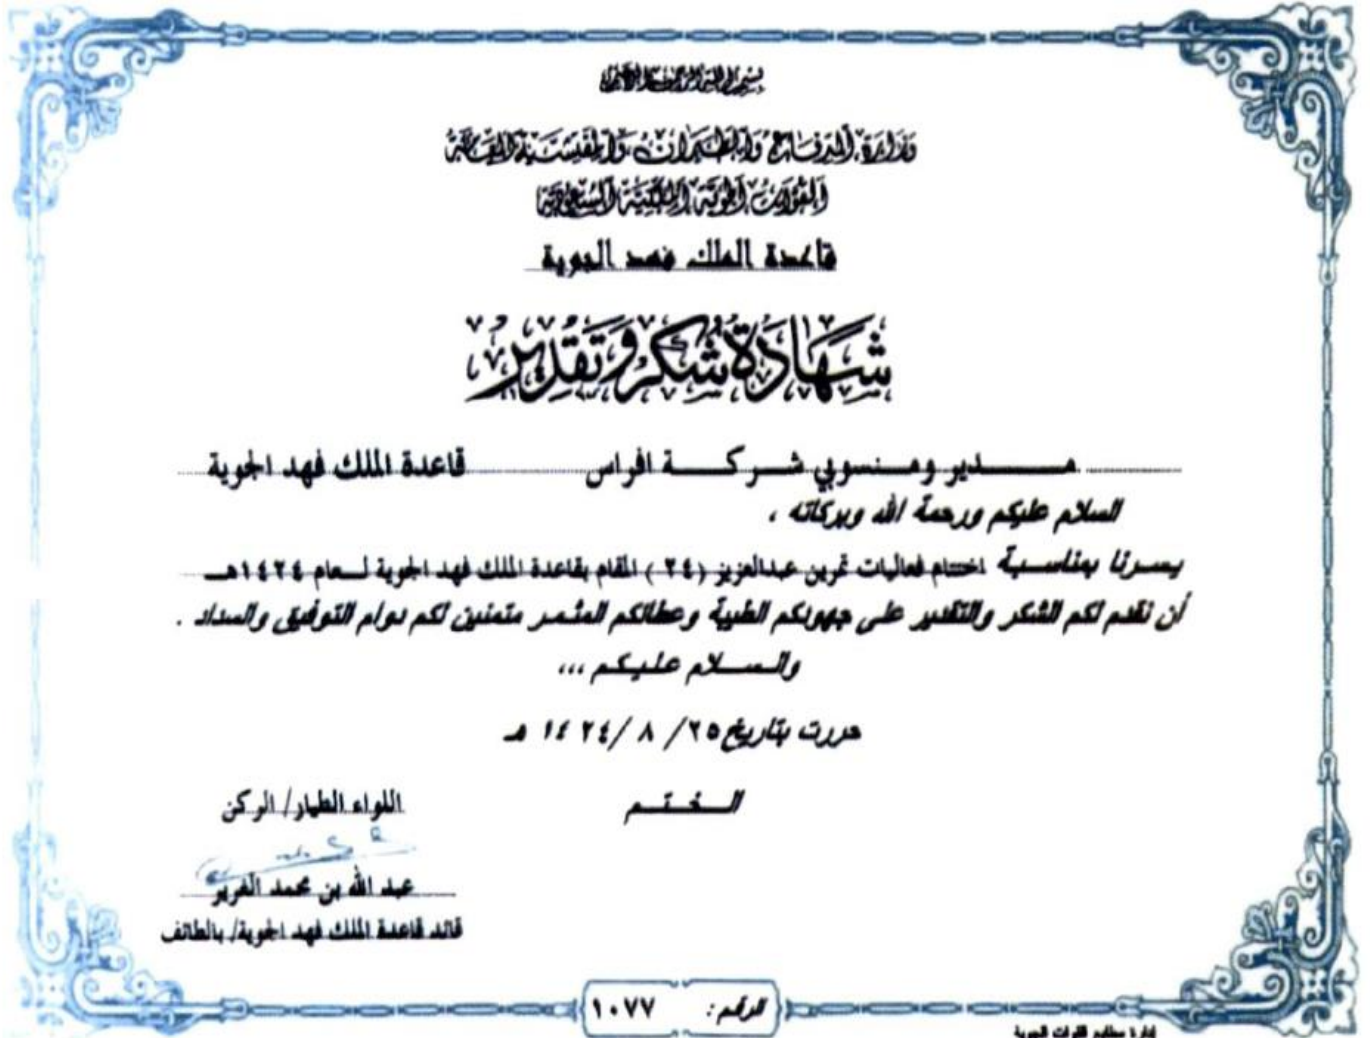 بسم الله الرحمن الرحيم
وزارة الدفاع والطيران والمفتشية العامة
القوات الجوية الملكية السعودية
قاعدة الملك فهد الجوية
شهادة شكر وتقدير
مدير ومنسوبي شركة افراس قاعدة الملك فهد الجوية
السلام عليكم ورحمة الله وبركاته ،
يسرنا بمناسبة اختتام فعاليات تمرين عبدالعزيز (٢٤) المقام بقاعدة الملك فهد الجوية لعام ١٤٢٤هـ
أن نقدم لكم الشكر والتقدير على جهودكم الطيبة وعطائكم المثمر متمنين لكم دوام التوفيق والسداد .
والسلام عليكم ،،،
حررت بتاريخ ٢٥/ ٨ /١٤٢٤ هـ
الختم
اللواء الطيار/ الركن
عبد الله بن محمد
قائد قاعدة الملك فهد الجوية/ بالطائف
الرقم : ١٠٧٧